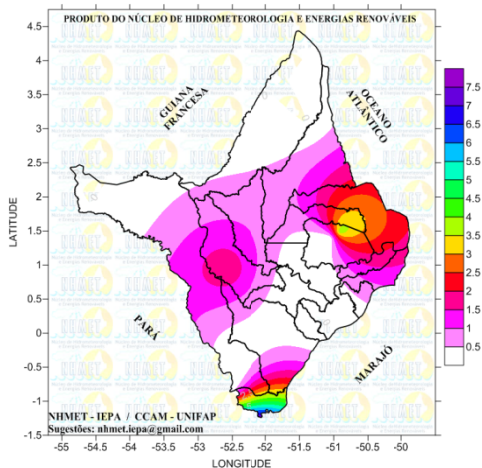 PRODUTO DO NÚCLEO DE HIDROMETEOROLOGIA E ENERGIAS RENOVÁVEIS
4.5
4
3.5
3
2.5
2
1.5
1
0.5
0
-0.5
-1
-1.5
LATITUDE
GUIANA
FRANCESA
OCEANO
ATLÂNTICO
PARÁ
MARAJÓ
NHMET - IEPA / CCAM - UNIFAP
Sugestões: nhmet.iepa@gmail.com
-55 -54.5 -54 -53.5 -53 -52.5 -52 -51.5 -51 -50.5 -50
LONGITUDE
7.5
7
6.5
6
5.5
5
4.5
4
3.5
3
2.5
2
1.5
1
0.5